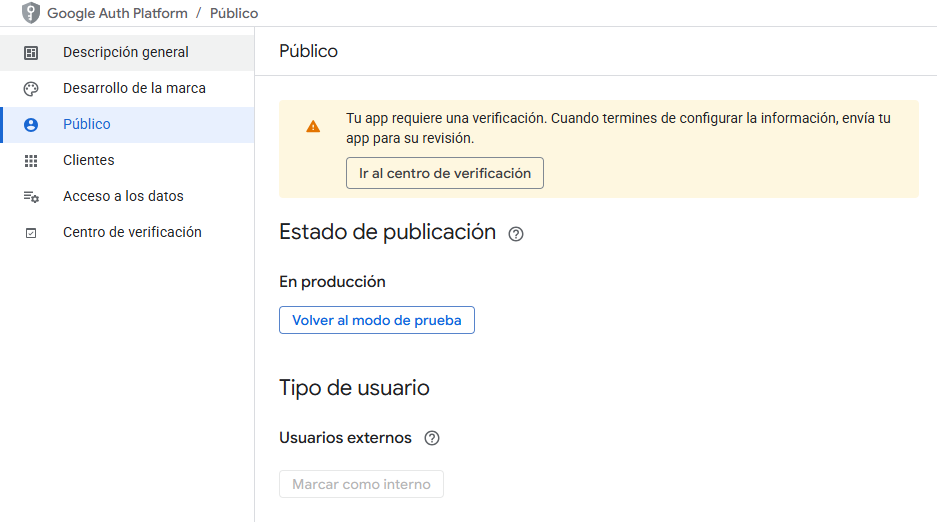 Google Auth Platform / Público
Descripción general
Desarrollo de la marca
Público
Clientes
Acceso a los datos
Centro de verificación
Público
Tu app requiere una verificación. Cuando termines de configurar la información, envía tu
app para su revisión.
Ir al centro de verificación
Estado de publicación
En producción
Volver al modo de prueba
Tipo de usuario
Usuarios externos
Marcar como interno